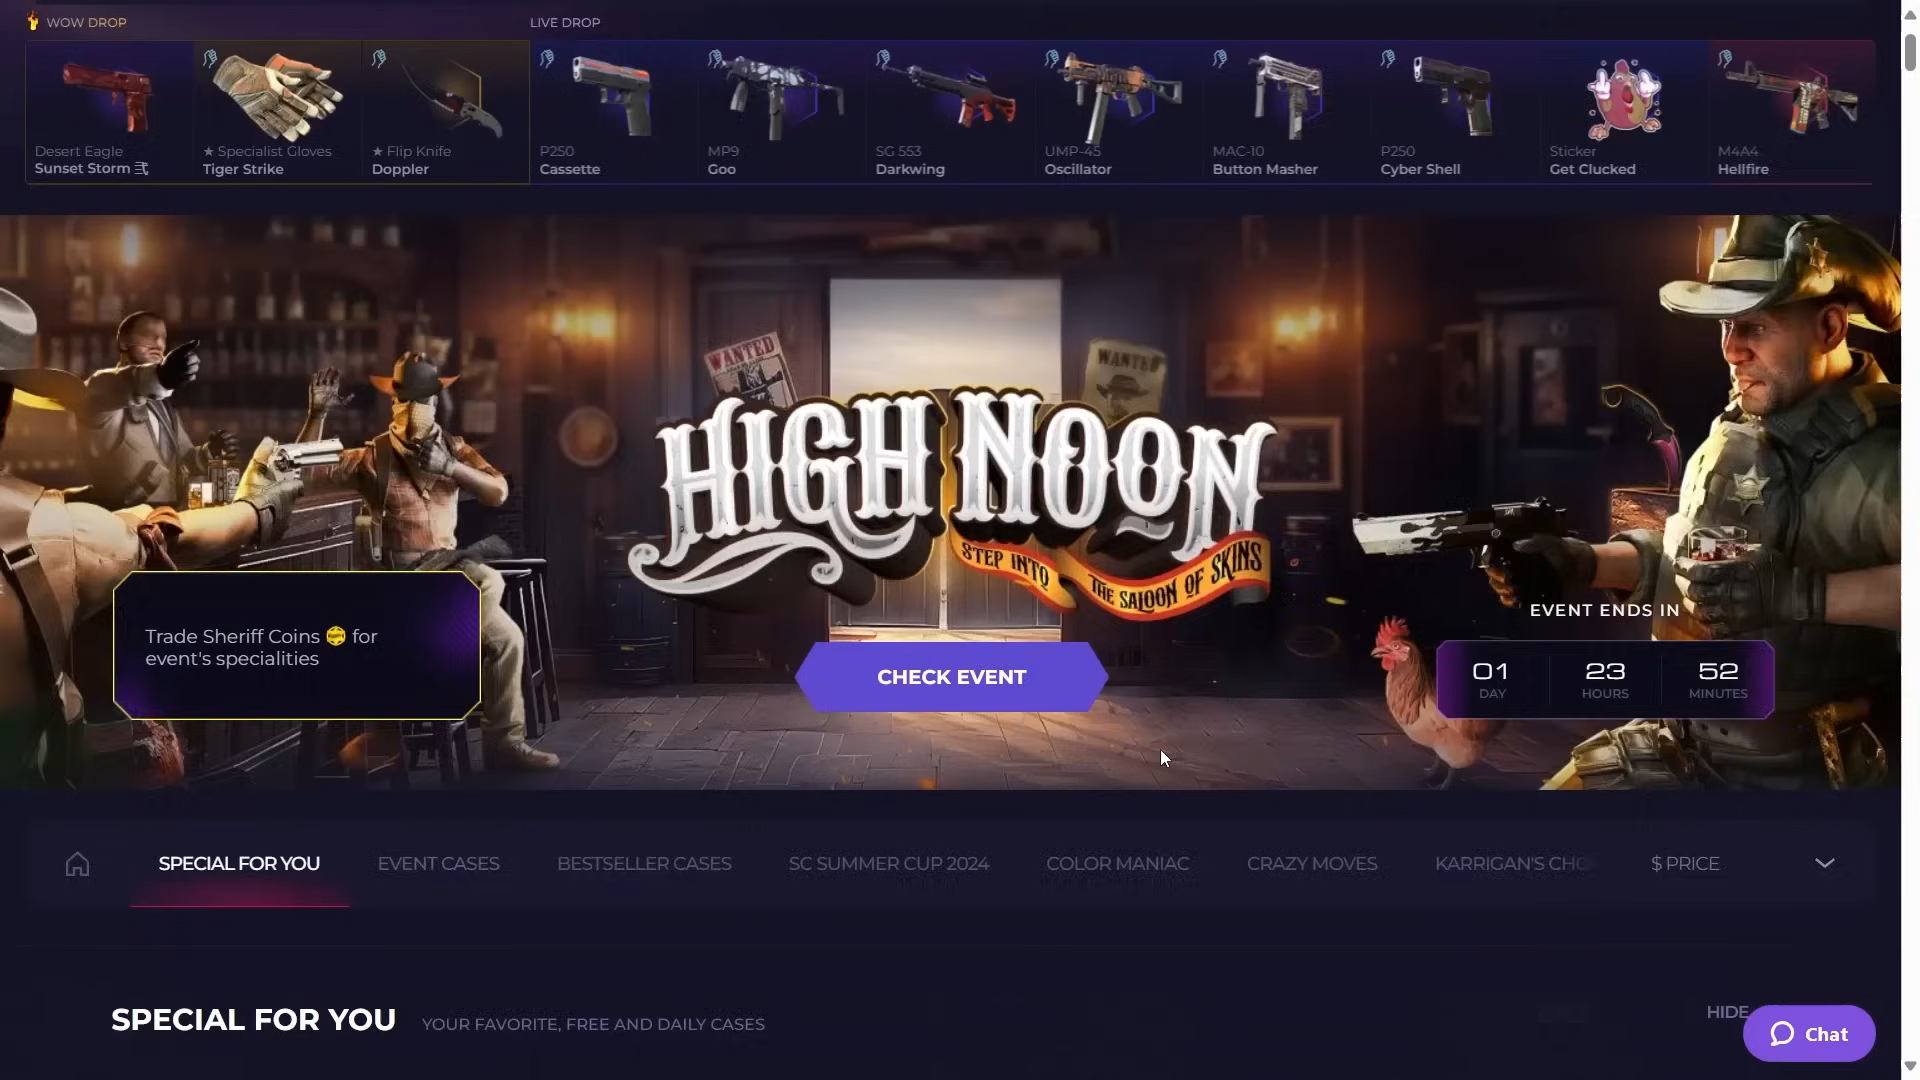 WOW DROP
LIVE DROP
Desert Eagle
Sunset Storm 弐
★ Specialist Gloves
Tiger Strike
★ Flip Knife
Doppler
P250
Cassette
MP9
Goo
SG 553
Darkwing
UMP-45
Oscillator
MAC-10
Button Masher
P250
Cyber Shell
Sticker
Get Clucked
M4A4
Hellfire
WANTED
WANTED
HIGH NOON
STEP INTO THE SALOON OF SKINS
Trade Sheriff Coins for
event's specialities
CHECK EVENT
EVENT ENDS IN
01 23 52
DAY HOURS MINUTES
SPECIAL FOR YOU EVENT CASES BESTSELLER CASES SC SUMMER CUP 2024 COLOR MANIAC CRAZY MOVES KARRIGAN'S CHO $ PRICE
SPECIAL FOR YOU YOUR FAVORITE, FREE AND DAILY CASES
HIDE
Chat